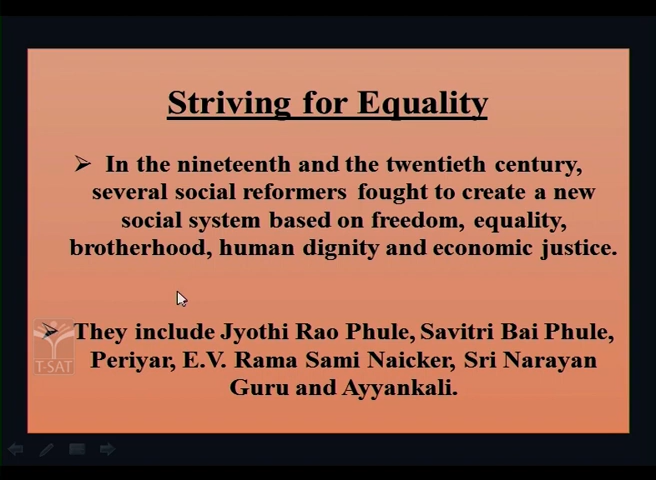 Striving for Equality
➢ In the nineteenth and the twentieth century,
several social reformers fought to create a new
social system based on freedom, equality,
brotherhood, human dignity and economic justice.
➢ They include Jyothi Rao Phule, Savitri Bai Phule,
Periyar, E.V. Rama Sami Naicker, Sri Narayan
Guru and Ayyankali.
T-SAT